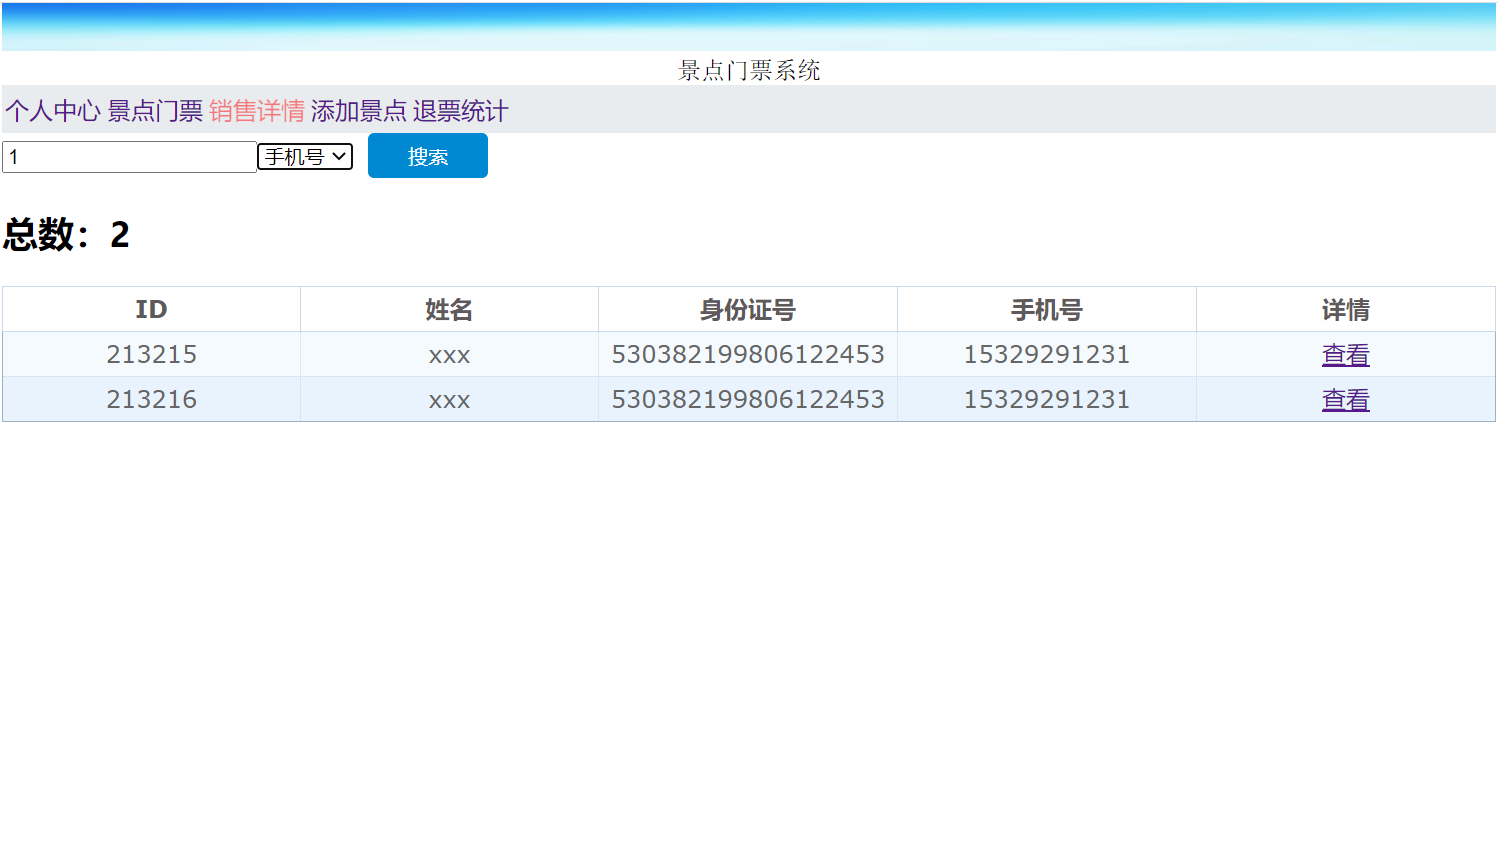 景点门票系统
个人中心 景点门票 销售详情 添加景点 退票统计
1 手机号 搜索
总数：2
ID 姓名 身份证号 手机号 详情
213215 xxx 530382199806122453 15329291231 查看
213216 xxx 530382199806122453 15329291231 查看